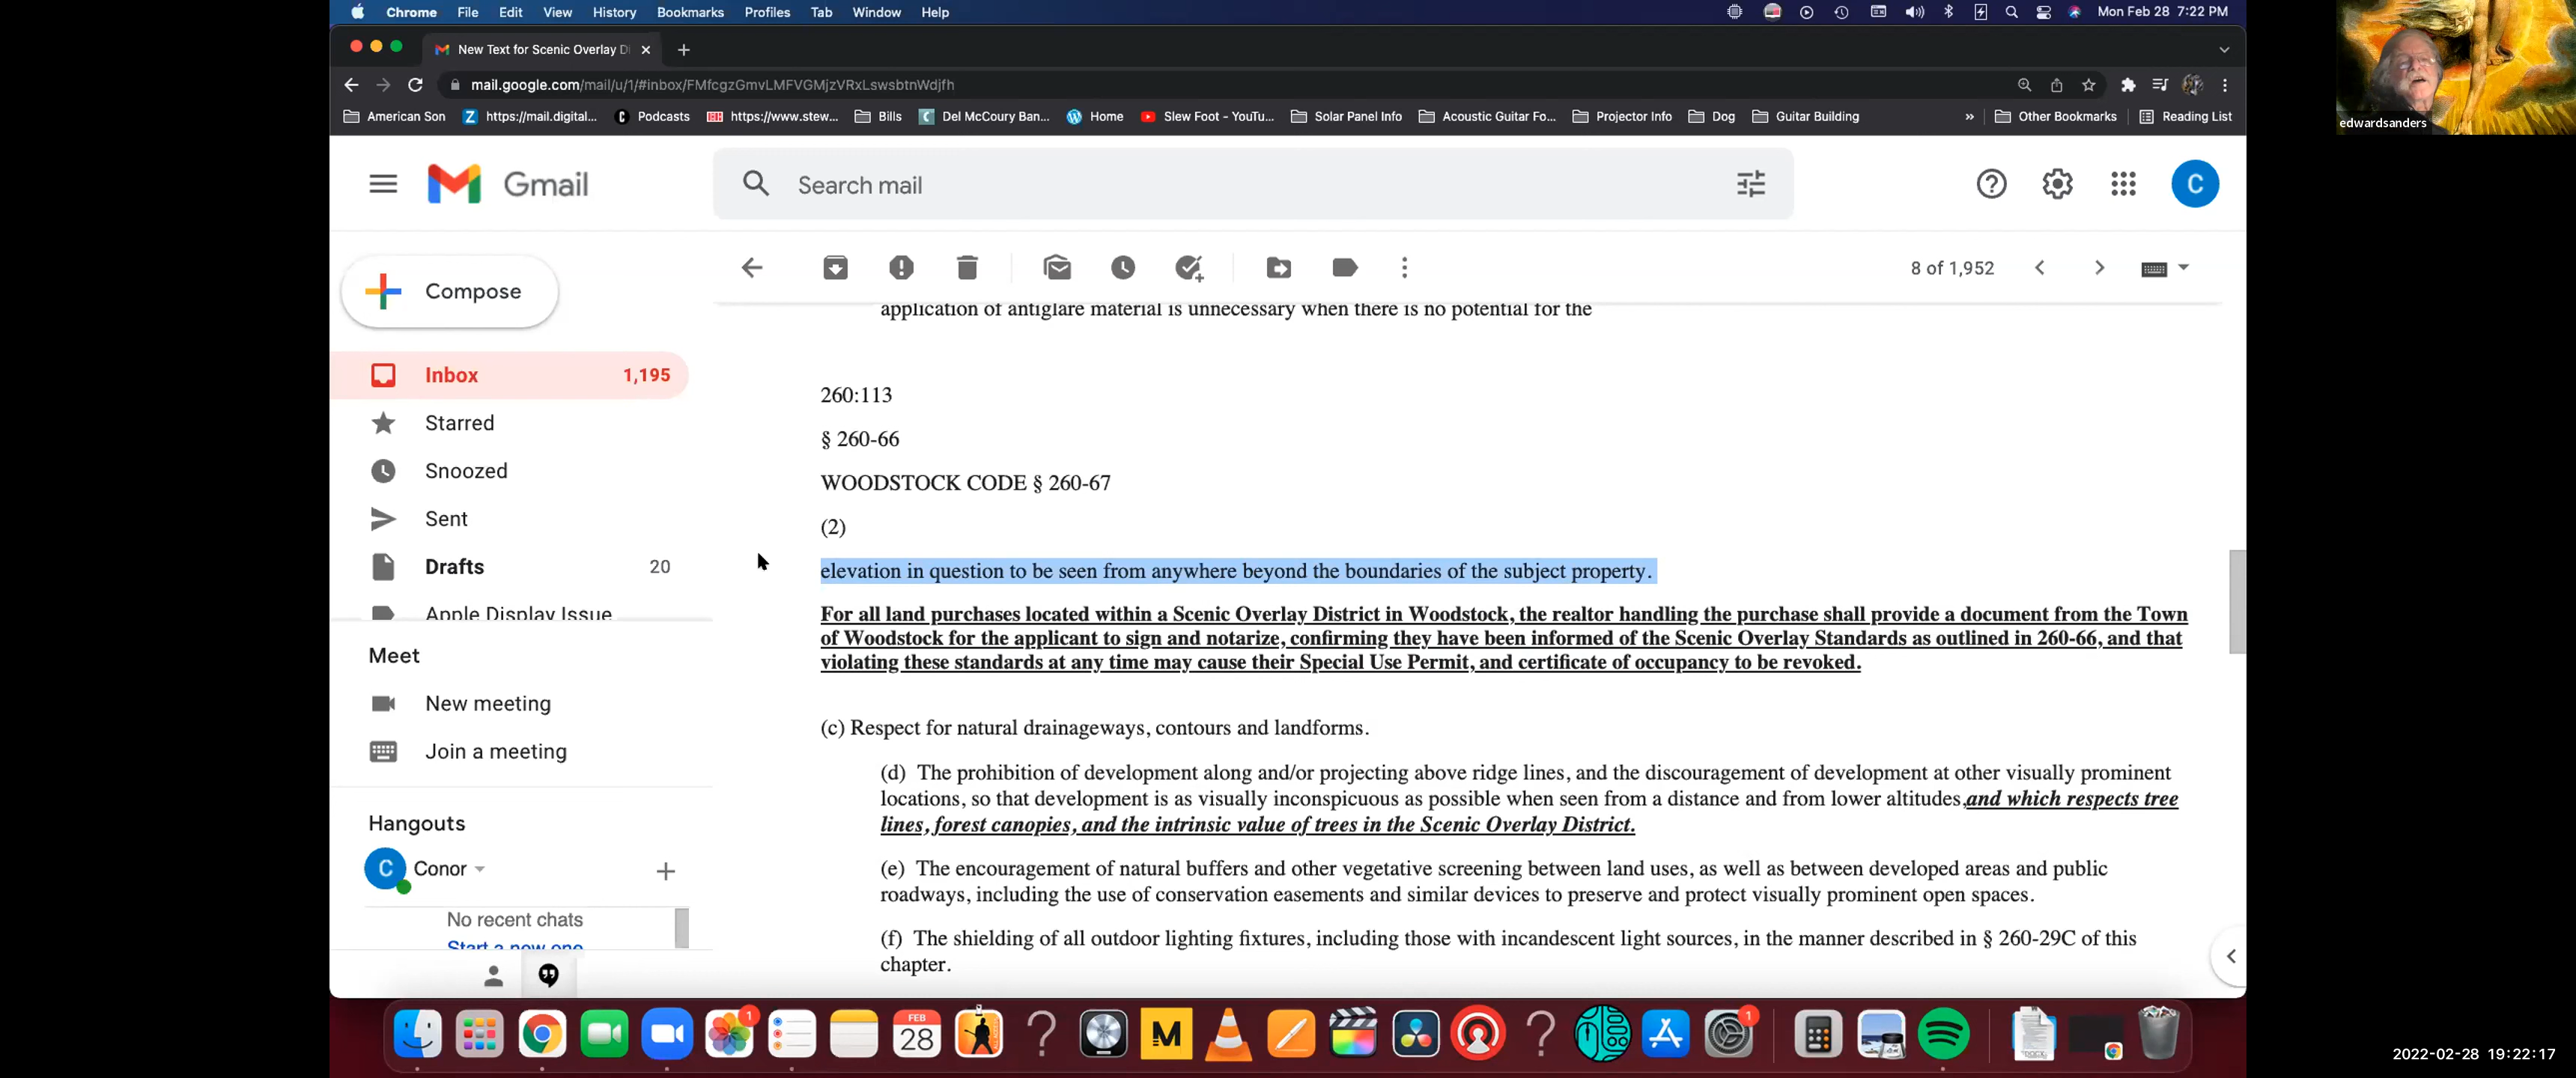 Chrome File Edit View History Bookmarks Profiles Tab Window Help Mon Feb 28 7:22 PM
New Text for Scenic Overlay Di
mail.google.com/mail/u/1/#inbox/FMfcgzGmvLMFVGMjzVRxLswsbtnWdjfh
American Son https://mail.digital... Podcasts https://www.stew... Bills Del McCoury Ban... Home Slew Foot - YouTu... Solar Panel Info Acoustic Guitar Fo... Projector Info Dog Guitar Building » Other Bookmarks Reading List
edwardsanders
Gmail Search mail C
Compose 8 of 1,952
Inbox 1,195
Starred
Snoozed
Sent
Drafts 20
Apple Display Issue
Meet
New meeting
Join a meeting
Hangouts
C Conor
No recent chats
Start a new one
application of antiglare material is unnecessary when there is no potential for the
260:113
§ 260-66
WOODSTOCK CODE § 260-67
(2)
elevation in question to be seen from anywhere beyond the boundaries of the subject property.
For all land purchases located within a Scenic Overlay District in Woodstock, the realtor handling the purchase shall provide a document from the Town
of Woodstock for the applicant to sign and notarize, confirming they have been informed of the Scenic Overlay Standards as outlined in 260-66, and that
violating these standards at any time may cause their Special Use Permit, and certificate of occupancy to be revoked.
(c) Respect for natural drainageways, contours and landforms.
(d) The prohibition of development along and/or projecting above ridge lines, and the discouragement of development at other visually prominent
locations, so that development is as visually inconspicuous as possible when seen from a distance and from lower altitudes,and which respects tree
lines, forest canopies, and the intrinsic value of trees in the Scenic Overlay District.
(e) The encouragement of natural buffers and other vegetative screening between land uses, as well as between developed areas and public
roadways, including the use of conservation easements and similar devices to preserve and protect visually prominent open spaces.
(f) The shielding of all outdoor lighting fixtures, including those with incandescent light sources, in the manner described in § 260-29C of this
chapter.
1 FEB 28 M 1
2022-02-28 19:22:17